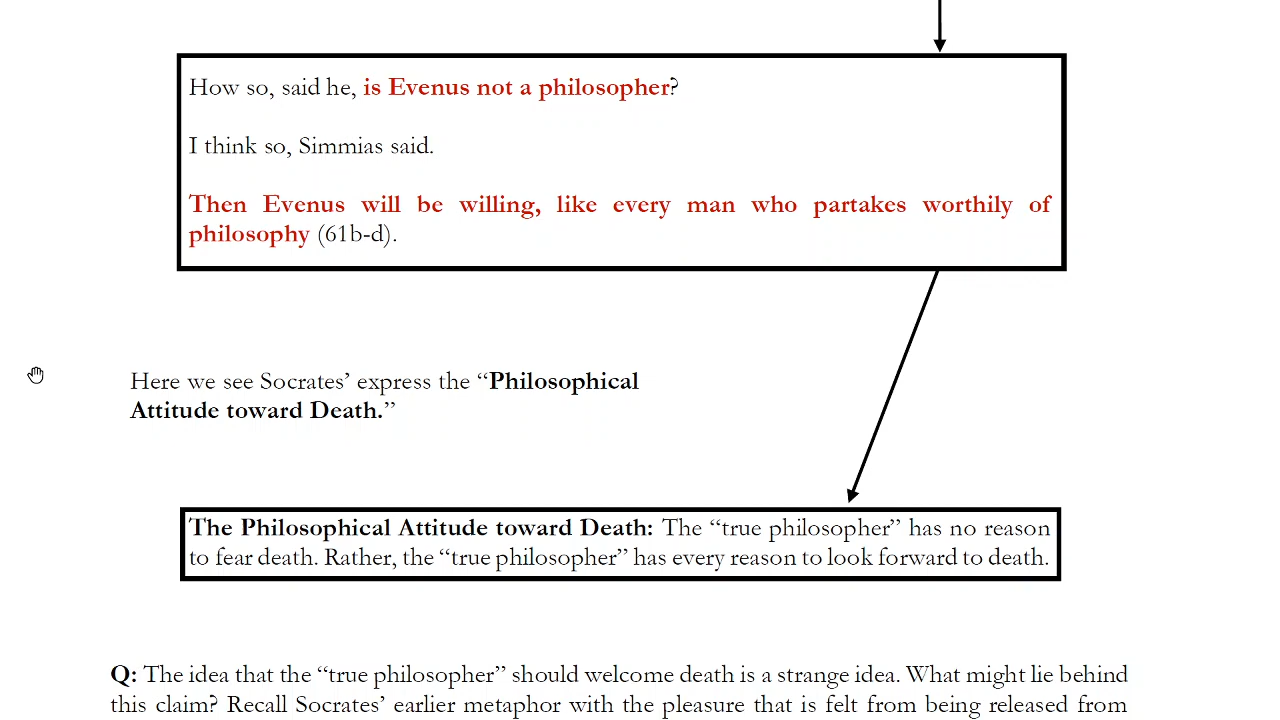 How so, said he, is Evenus not a philosopher?
I think so, Simmias said.
Then Evenus will be willing, like every man who partakes worthily of
philosophy (61b-d).
Here we see Socrates’ express the “Philosophical
Attitude toward Death.”
The Philosophical Attitude toward Death: The “true philosopher” has no reason
to fear death. Rather, the “true philosopher” has every reason to look forward to death.
Q: The idea that the “true philosopher” should welcome death is a strange idea. What might lie behind
this claim? Recall Socrates’ earlier metaphor with the pleasure that is felt from being released from